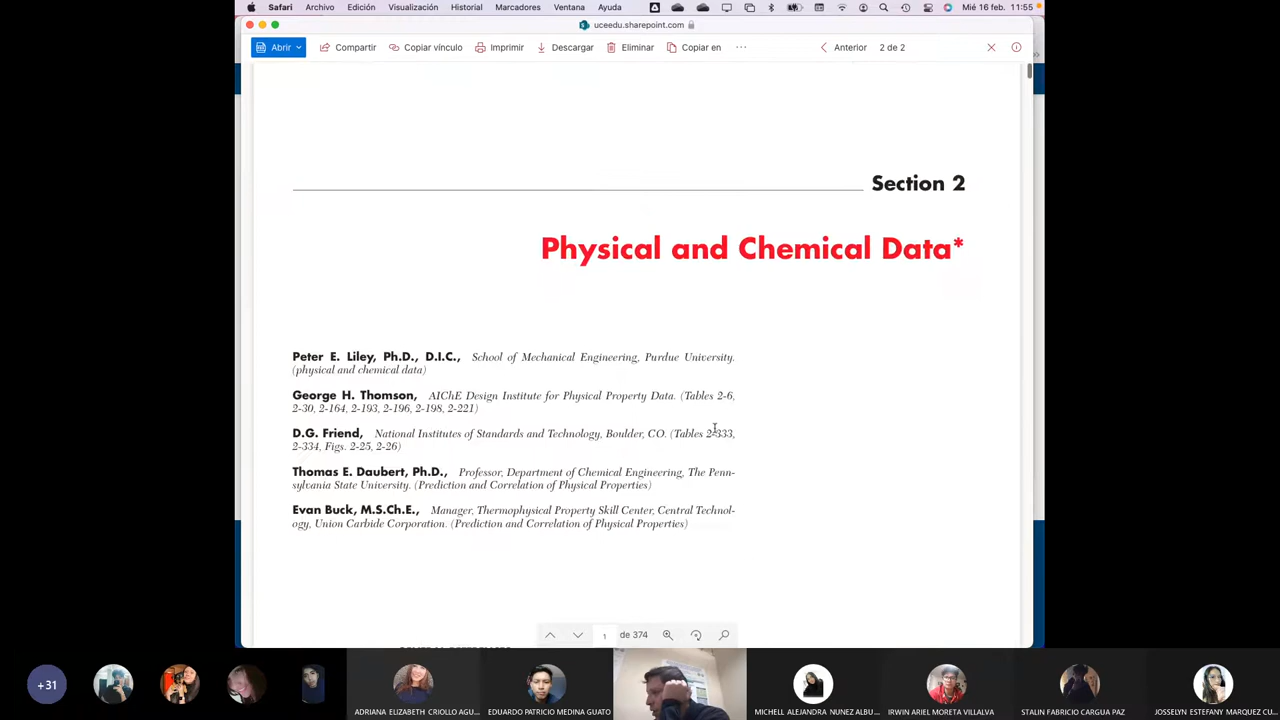 Safari Archivo Edición Visualización Historial Marcadores Ventana Ayuda Mié 16 feb. 11:55
uceedu.sharepoint.com
Abrir Compartir Copiar vínculo Imprimir Descargar Eliminar Copiar en ··· Anterior 2 de 2
Section 2
Physical and Chemical Data*
Peter E. Liley, Ph.D., D.I.C., School of Mechanical Engineering, Purdue University.
(physical and chemical data)
George H. Thomson, AIChE Design Institute for Physical Property Data. (Tables 2-6,
2-30, 2-164, 2-193, 2-196, 2-198, 2-221)
D.G. Friend, National Institutes of Standards and Technology, Boulder, CO. (Tables 2-333,
2-334, Figs. 2-25, 2-26)
Thomas E. Daubert, Ph.D., Professor, Department of Chemical Engineering, The Penn-
sylvania State University. (Prediction and Correlation of Physical Properties)
Evan Buck, M.S.Ch.E., Manager, Thermophysical Property Skill Center, Central Technol-
ogy, Union Carbide Corporation. (Prediction and Correlation of Physical Properties)
1 de 374
+31
ADRIANA ELIZABETH CRIOLLO AGU... EDUARDO PATRICIO MEDINA GUATO MICHELL ALEJANDRA NUNEZ ALBU... IRWIN ARIEL MORETA VILLALVA STALIN FABRICIO CARGUA PAZ JOSSELYN ESTEFANY MARQUEZ CU...